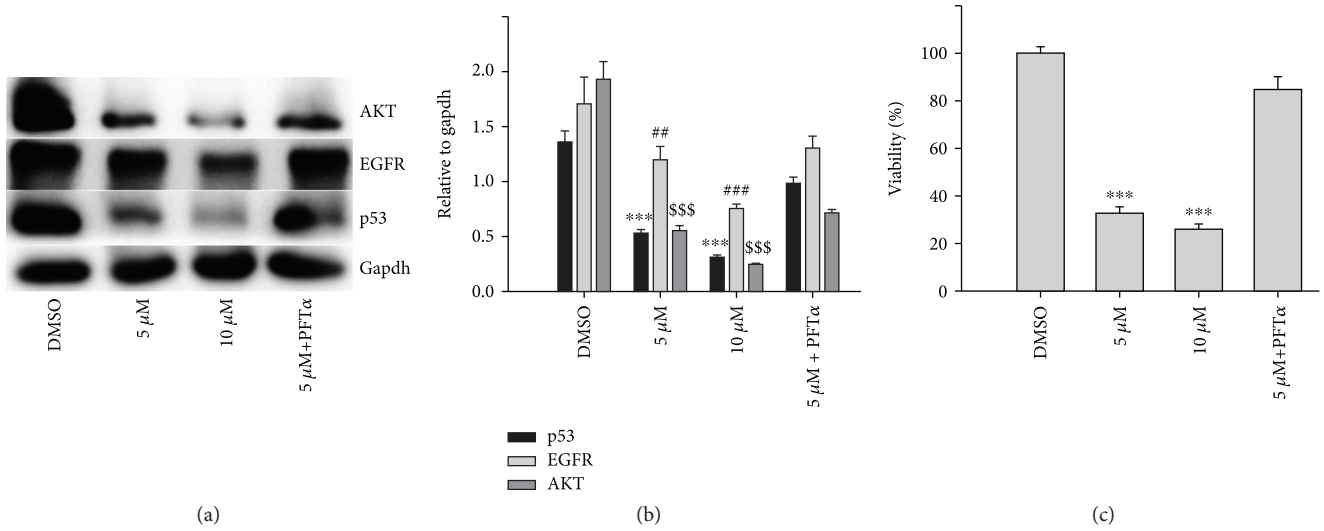 AKT
EGFR
p53
Gapdh
DMSO
5 μM
10 μM
5 μM+PFTα
(a)
Relative to gapdh
2.0
1.5
1.0
0.5
0.0
***
##
$$$
***
###
$$$
DMSO
5 μM
10 μM
5 μM + PFTα
p53
EGFR
AKT
(b)
Viability (%)
100
80
60
40
20
0
***
***
DMSO
5 μM
10 μM
5 μM+PFTα
(c)